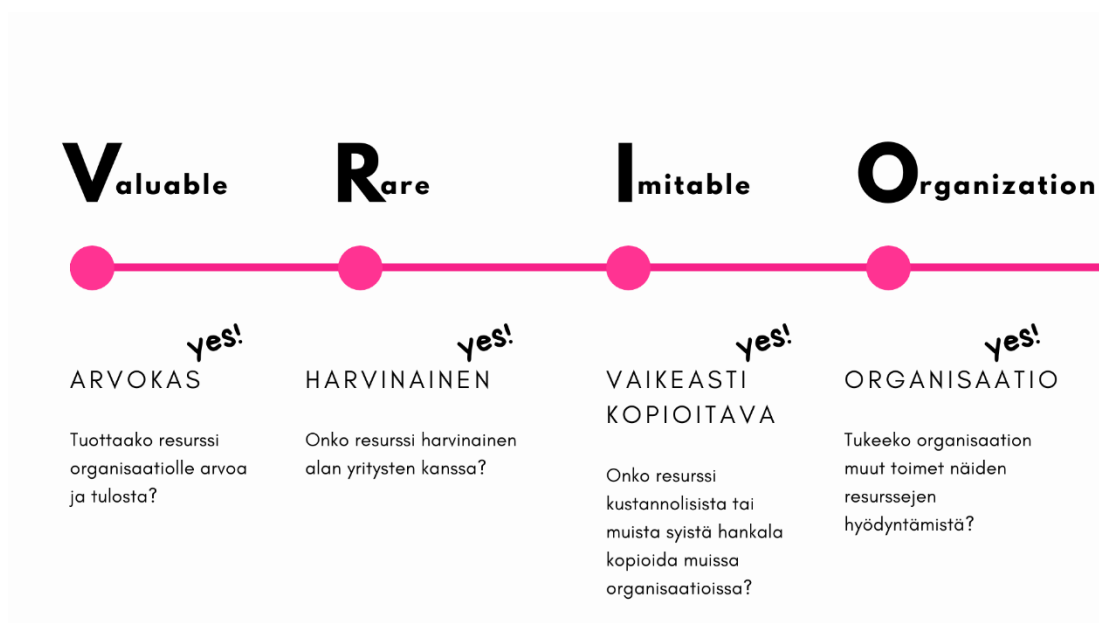 Valuable
Rare
Imitable
Organization
yes!
yes!
yes!
yes!
ARVOKAS
Tuottaako resurssi
organisaatiolle arvoa
ja tulosta?
HARVINAINEN
Onko resurssi harvinainen
alan yritysten kanssa?
VAIKEASTI
KOPIOITAVA
Onko resurssi
kustannolisista tai
muista syistä hankala
kopioida muissa
organisaatioissa?
ORGANISAATIO
Tukeeko organisaation
muut toimet näiden
resurssejen
hyödyntämistä?